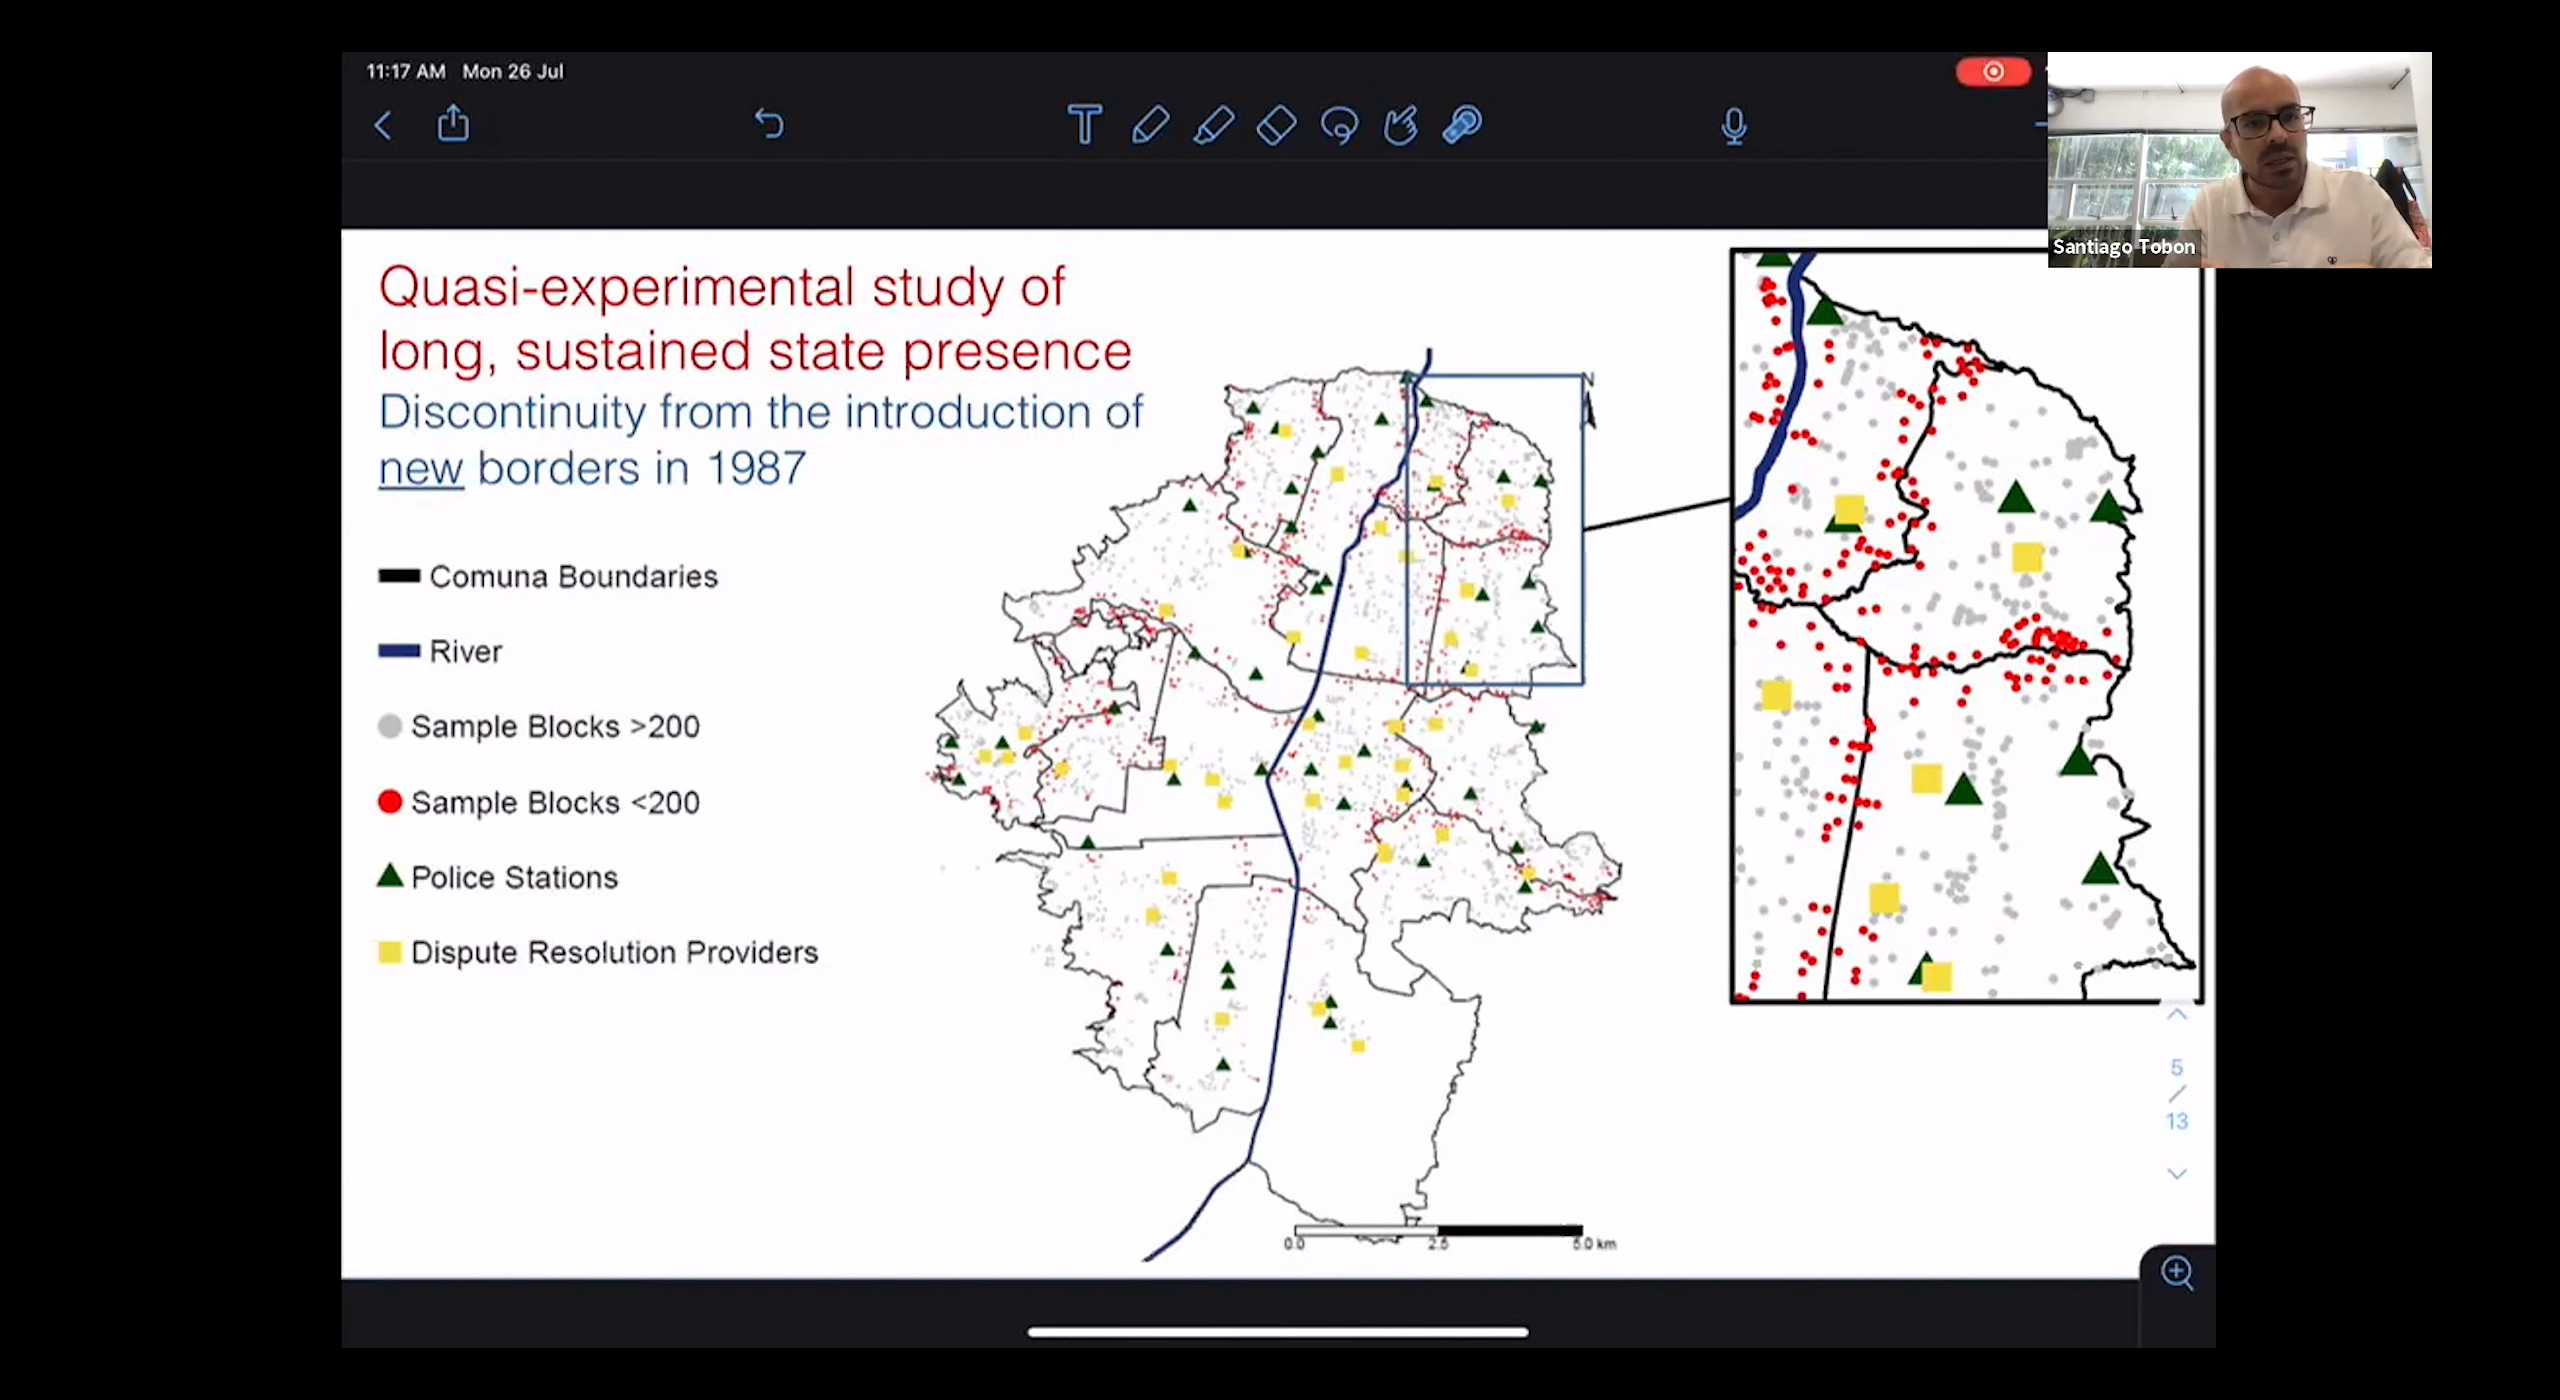 11:17 AM Mon 26 Jul
Santiago Tobon
Quasi-experimental study of
long, sustained state presence
Discontinuity from the introduction of
new borders in 1987
Comuna Boundaries
River
Sample Blocks >200
Sample Blocks <200
Police Stations
Dispute Resolution Providers
N
0.0 2.5 5.0 km
5
/
13